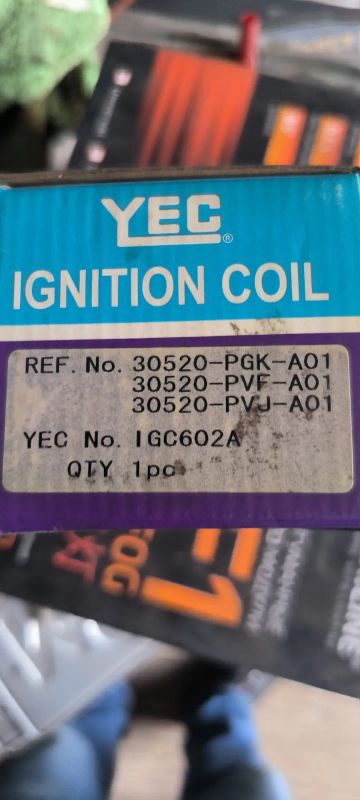 YEC®
IGNITION COIL
REF. No. 30520-PGK-A01
30520-PVF-A01
30520-PVJ-A01
YEC No. IGC602A
QTY 1pc
FOG